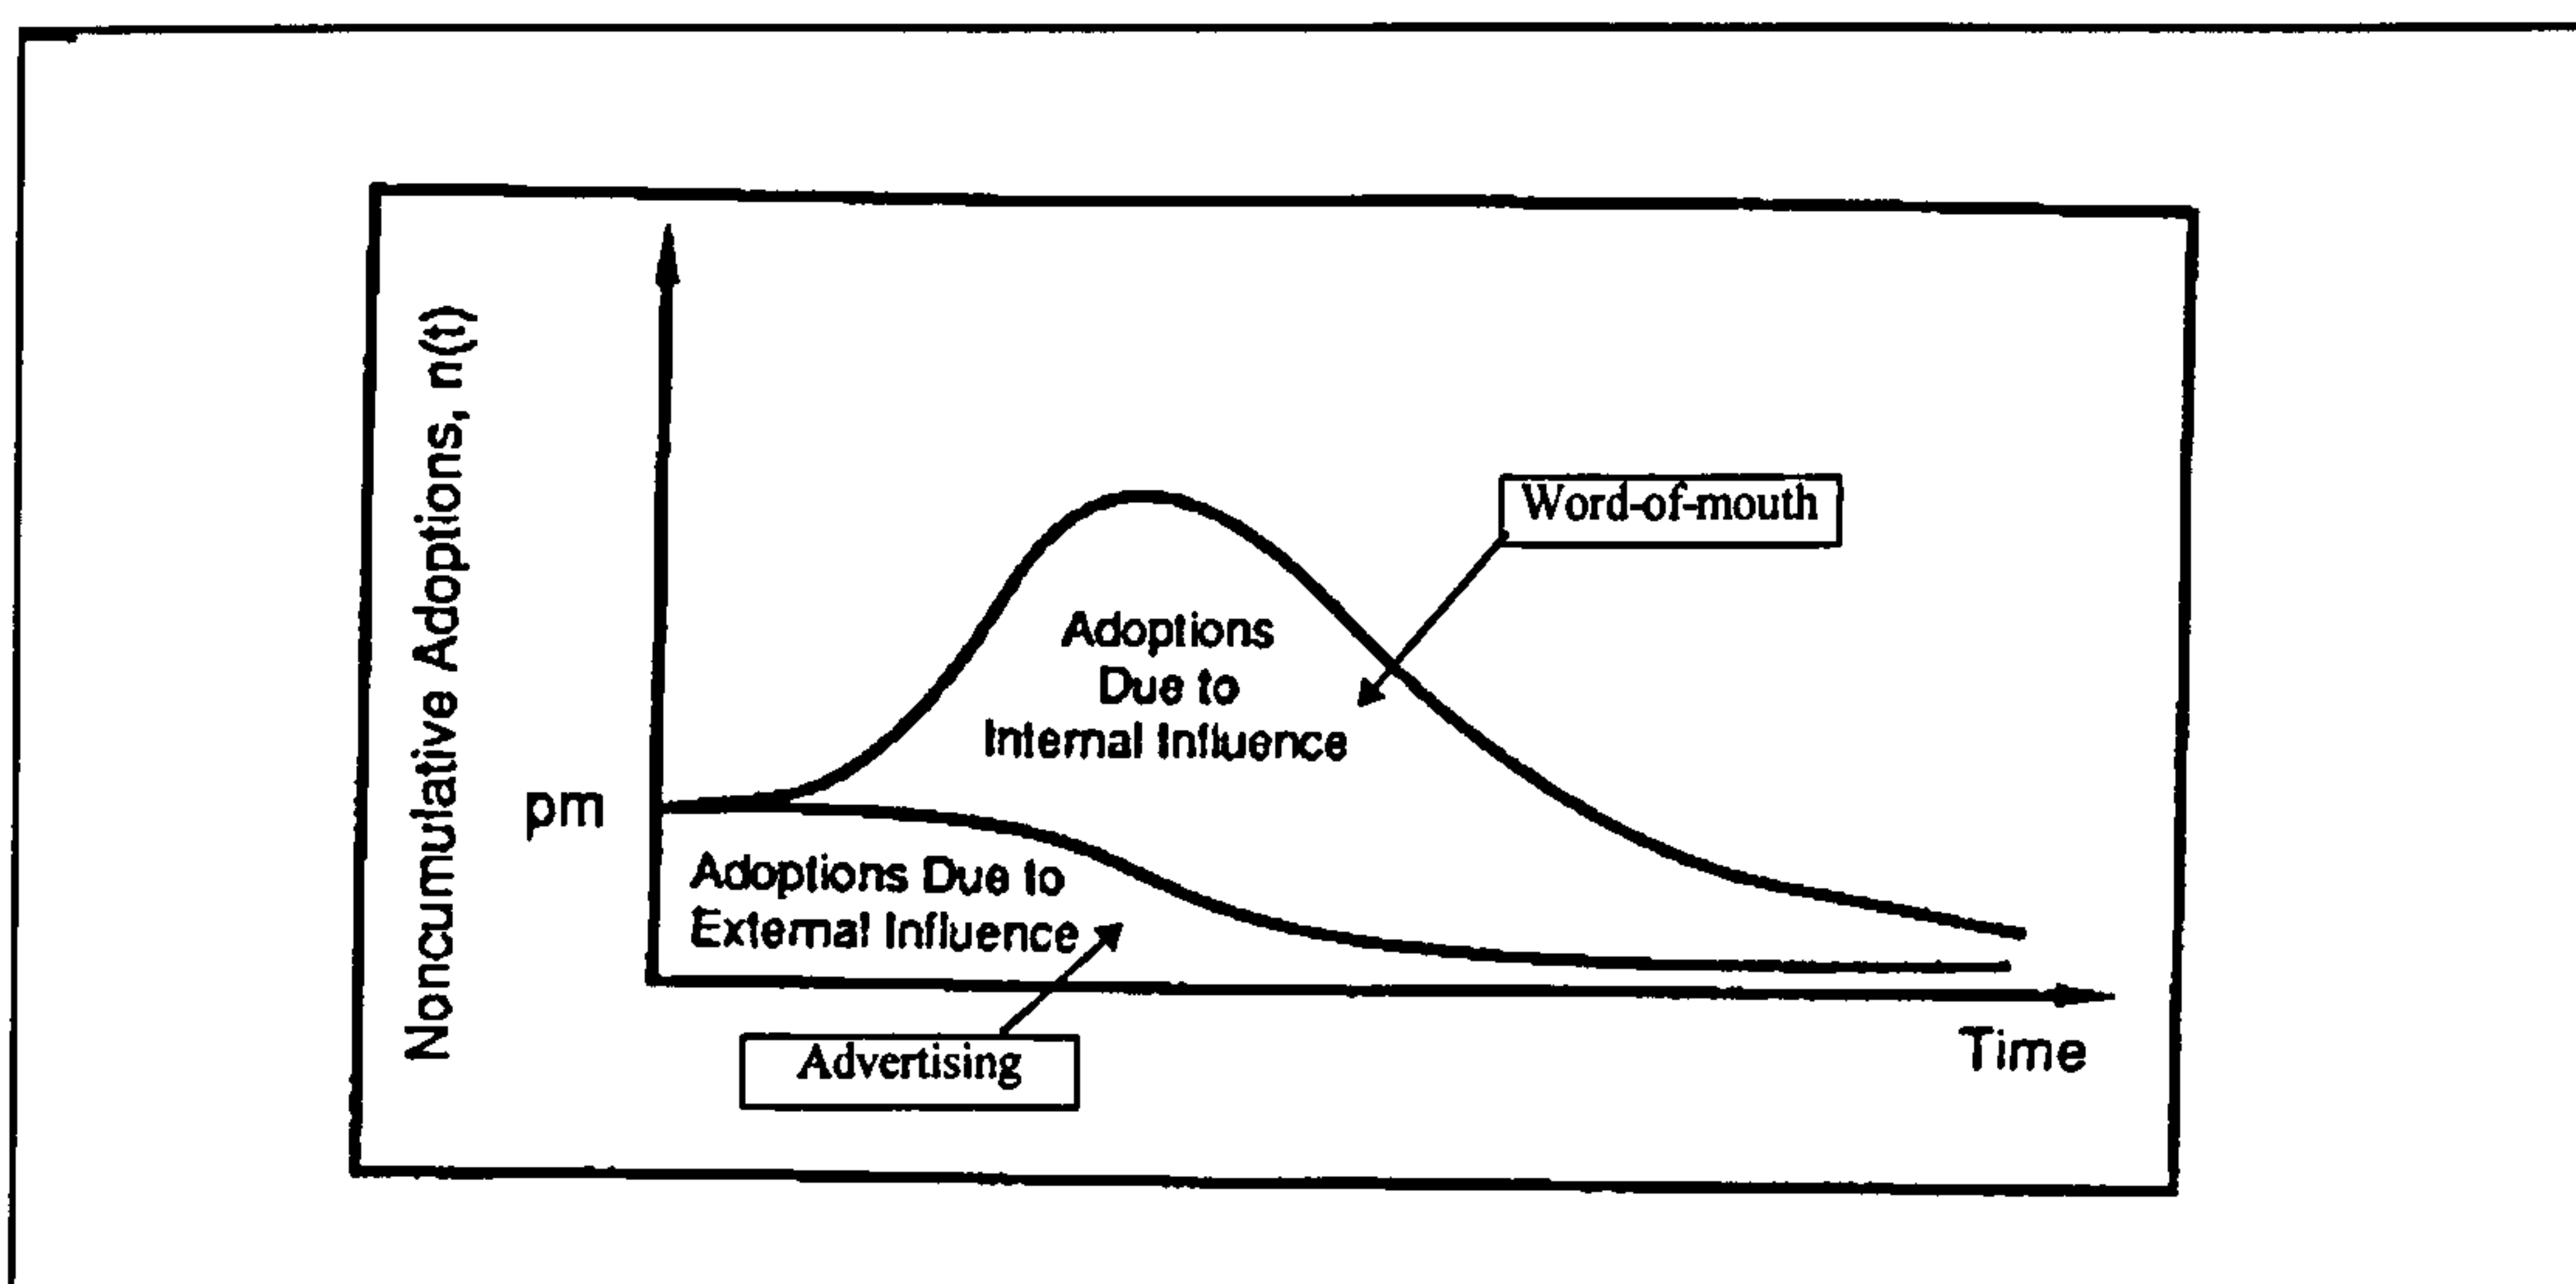 Noncumulative Adoptions, n(t)
Word-of-mouth
Adoptions
Due to
Internal Influence
pm
Adoptions Due to
External Influence
Advertising
Time